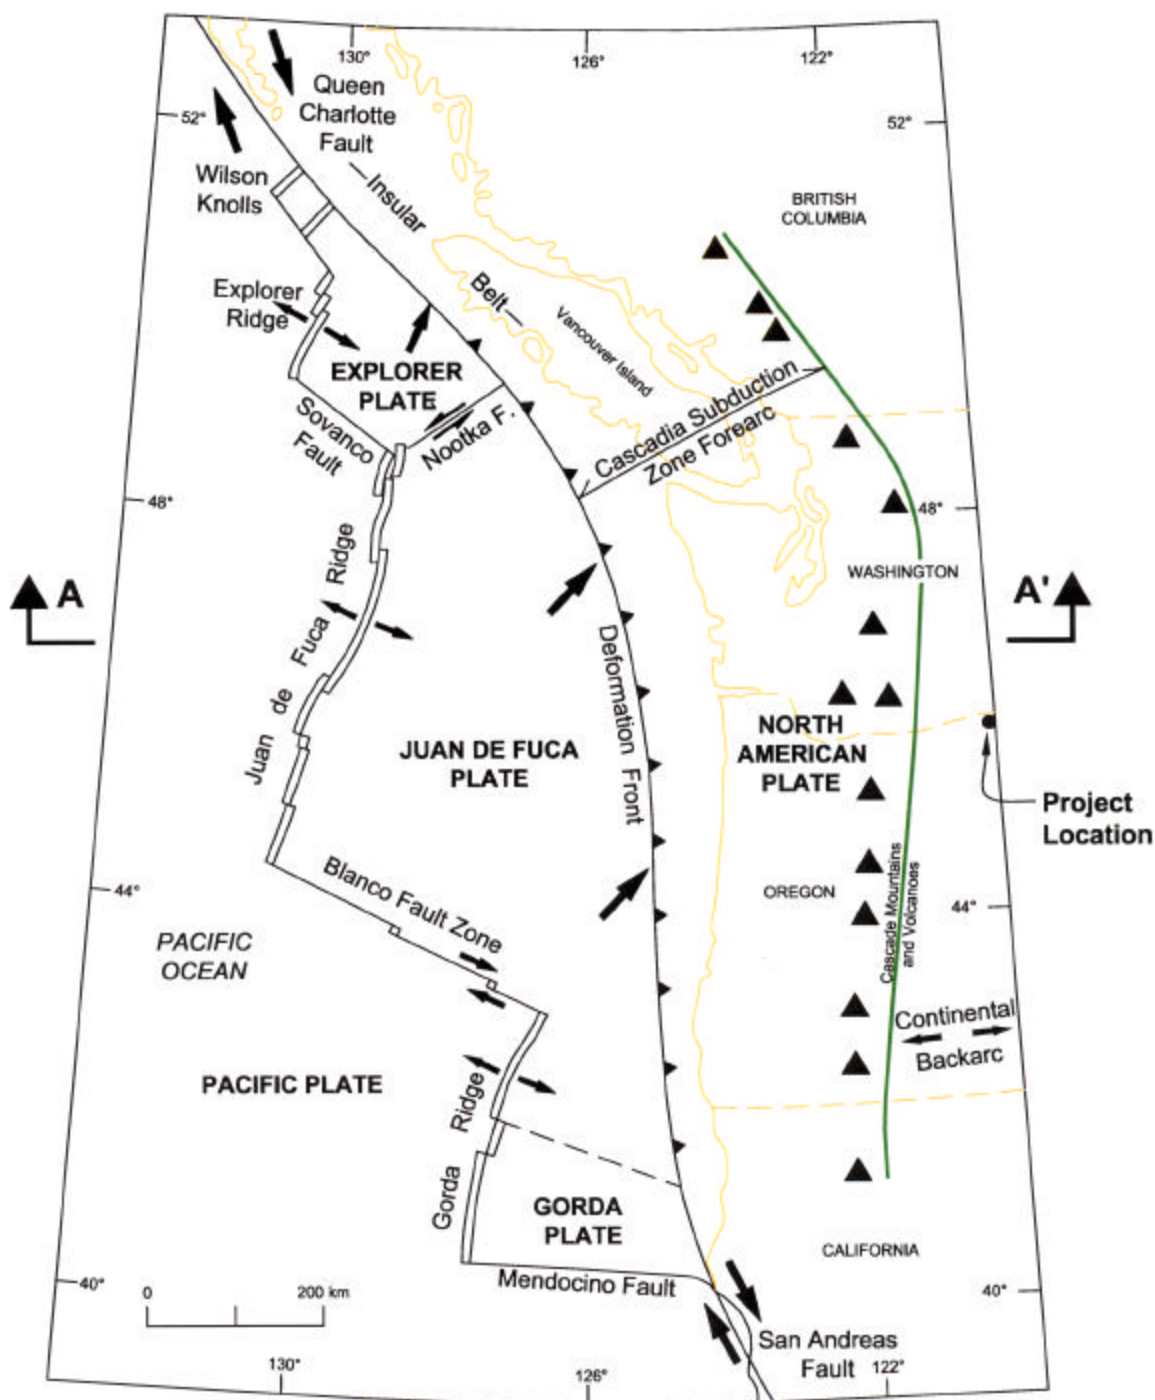 130°
126°
122°
Queen
Charlotte
Fault
52°
52°
Wilson
Knolls
Insular
BRITISH
COLUMBIA
Explorer
Ridge
Belt
Vancouver Island
EXPLORER
PLATE
Sovanco
Fault
Nootka F.
Cascadia Subduction
Zone Forearc
48°
48°
Juan de Fuca Ridge
WASHINGTON
A
A'
Deformation Front
JUAN DE FUCA
PLATE
NORTH
AMERICAN
PLATE
Project
Location
Blanco Fault Zone
OREGON
Cascade Mountains
and Volcanoes
44°
44°
PACIFIC
OCEAN
Continental
Backarc
PACIFIC PLATE
Gorda Ridge
GORDA
PLATE
CALIFORNIA
Mendocino Fault
40°
40°
0
200 km
San Andreas
Fault
130°
126°
122°